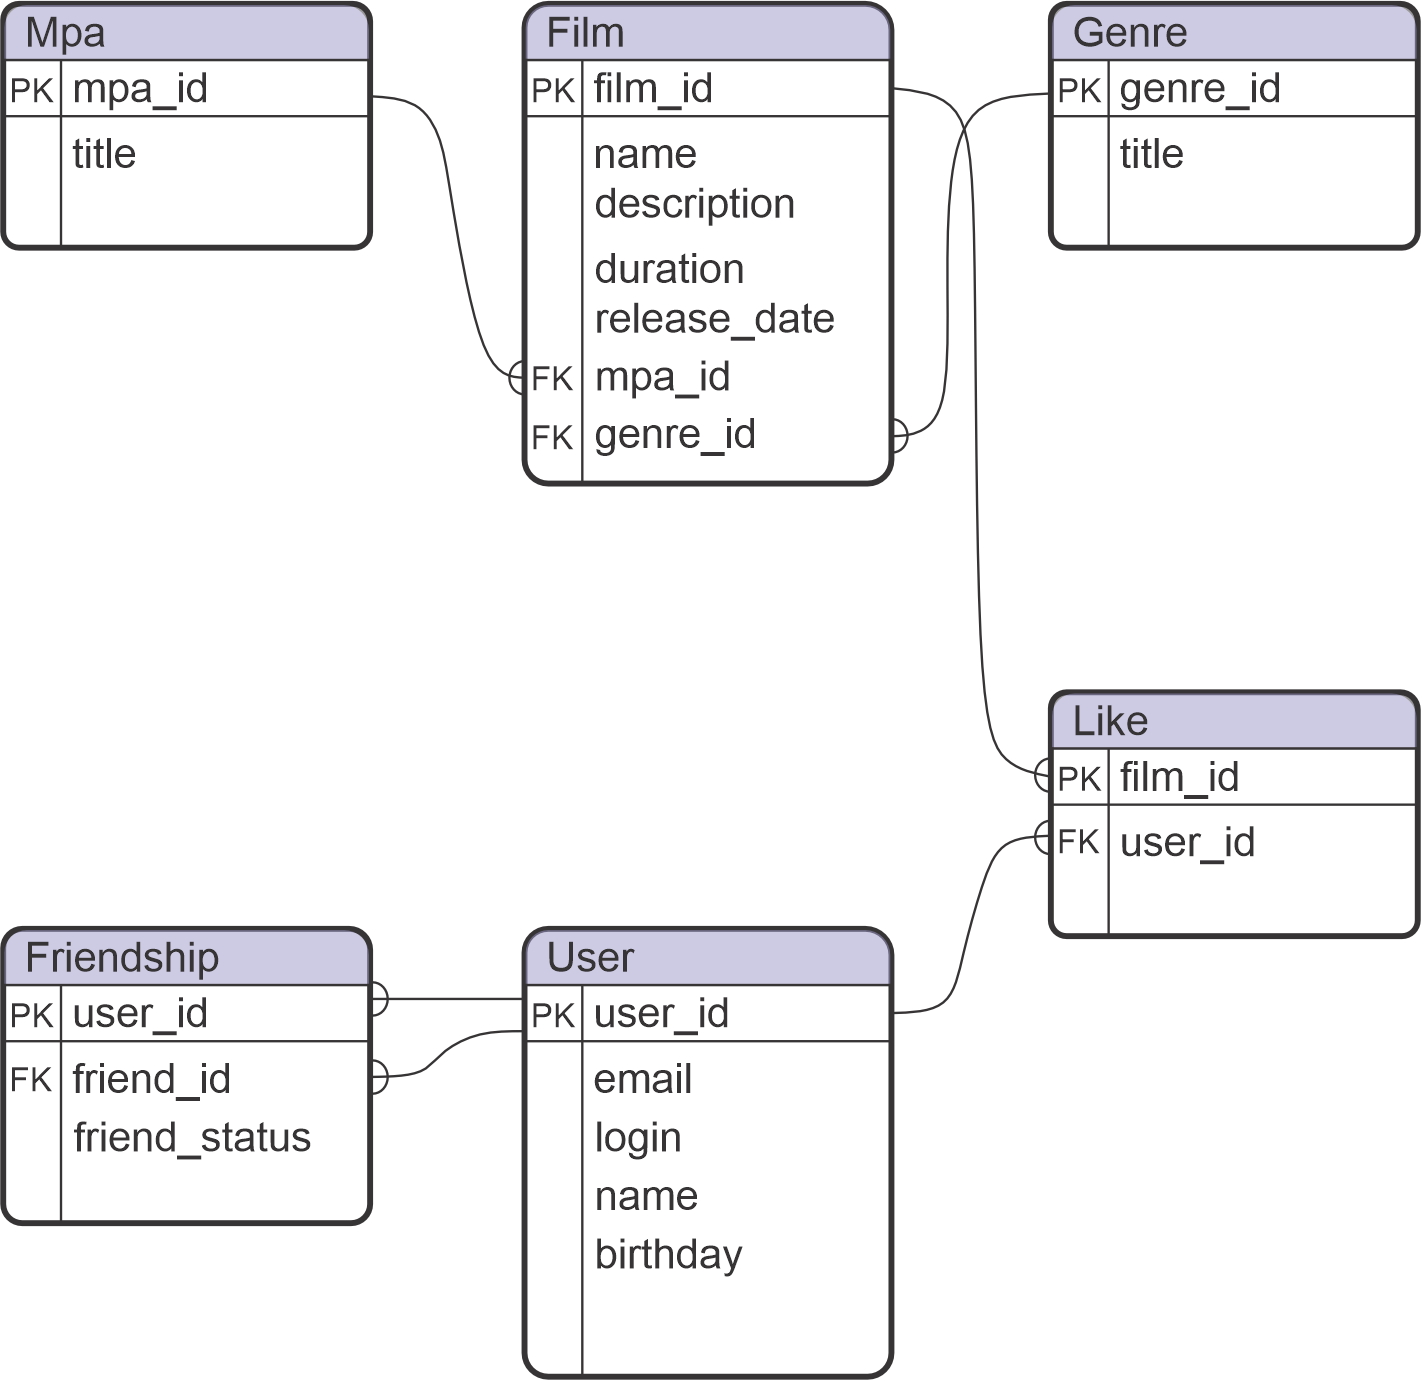 Mpa
PK mpa_id
title
Film
PK film_id
name
description
duration
release_date
FK mpa_id
FK genre_id
Genre
PK genre_id
title
Like
PK film_id
FK user_id
Friendship
PK user_id
FK friend_id
friend_status
User
PK user_id
email
login
name
birthday